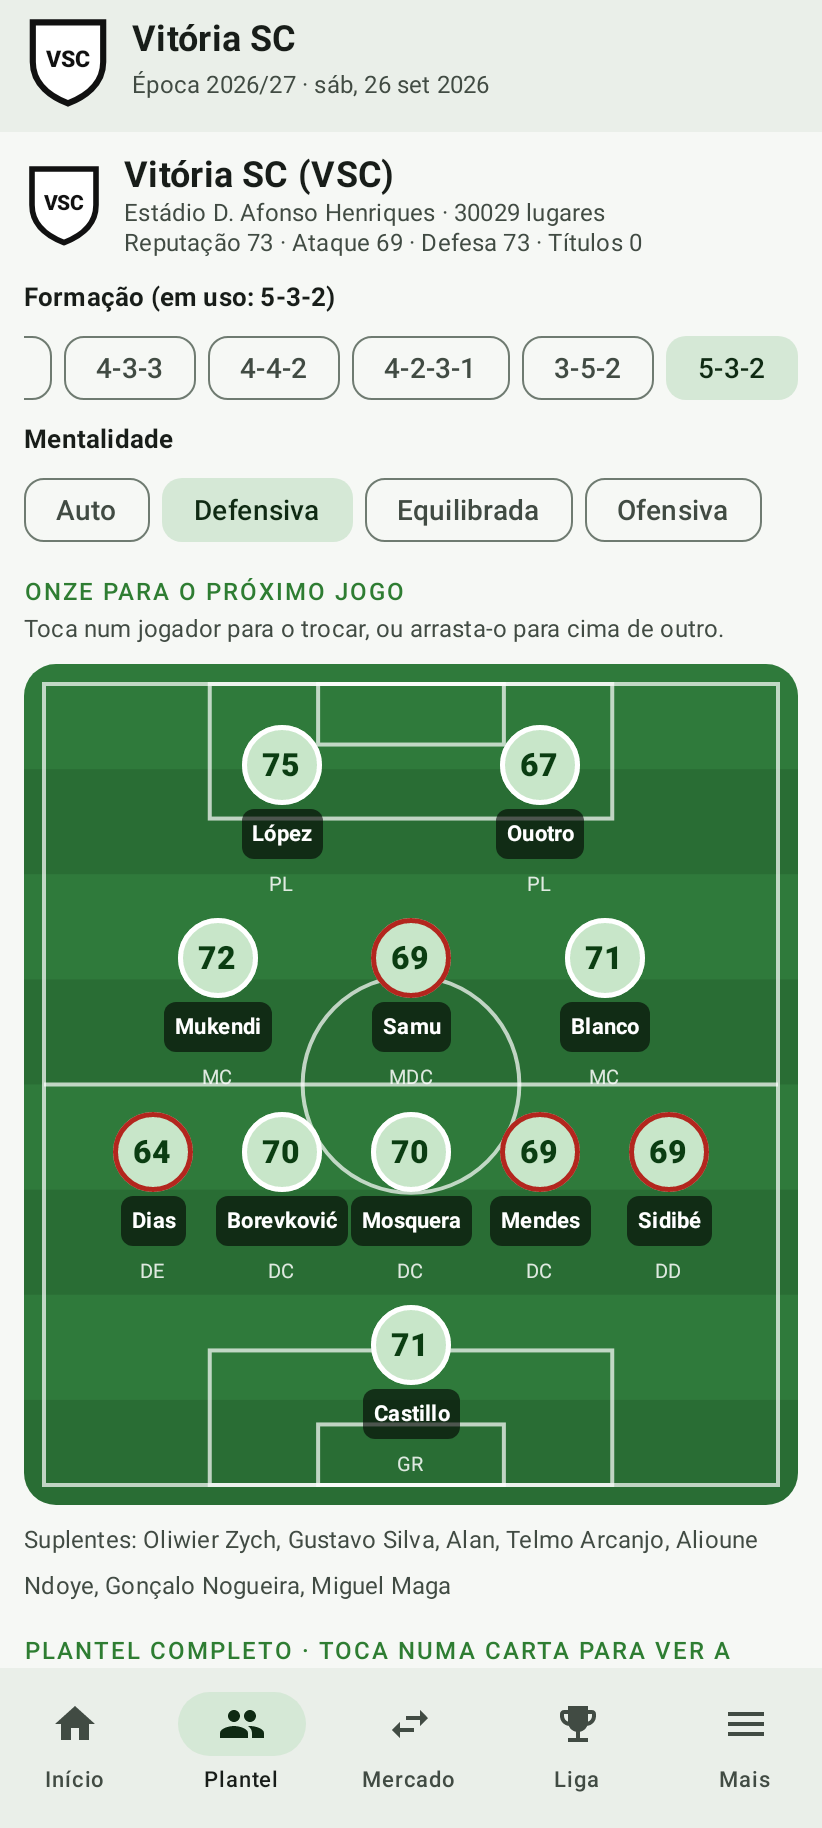 VSC
Vitória SC
Época 2026/27 · sáb, 26 set 2026
VSC
Vitória SC (VSC)
Estádio D. Afonso Henriques · 30029 lugares
Reputação 73 · Ataque 69 · Defesa 73 · Títulos 0
Formação (em uso: 5-3-2)
4-3-3 4-4-2 4-2-3-1 3-5-2 5-3-2
Mentalidade
Auto Defensiva Equilibrada Ofensiva
ONZE PARA O PRÓXIMO JOGO
Toca num jogador para o trocar, ou arrasta-o para cima de outro.
75 67
López Ouotro
PL PL
72 69 71
Mukendi Samu Blanco
MC MDC MC
64 70 70 69 69
Dias Borevković Mosquera Mendes Sidibé
DE DC DC DC DD
71
Castillo
GR
Suplentes: Oliwier Zych, Gustavo Silva, Alan, Telmo Arcanjo, Alioune
Ndoye, Gonçalo Nogueira, Miguel Maga
PLANTEL COMPLETO · TOCA NUMA CARTA PARA VER A
Início Plantel Mercado Liga Mais